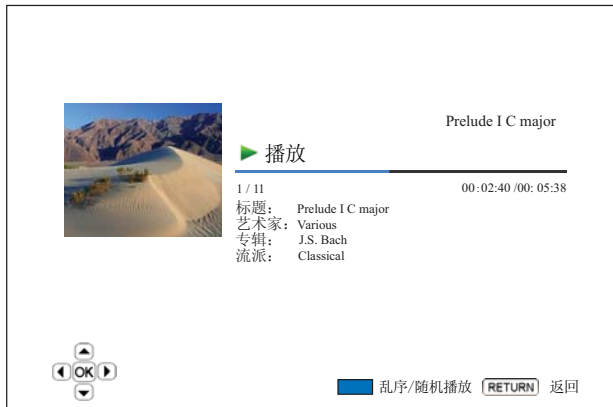 Prelude I C major
播放
1 / 11 00:02:40 /00: 05:38
标题： Prelude I C major
艺术家： Various
专辑： J.S. Bach
流派： Classical
OK
乱序/随机播放 RETURN 返回